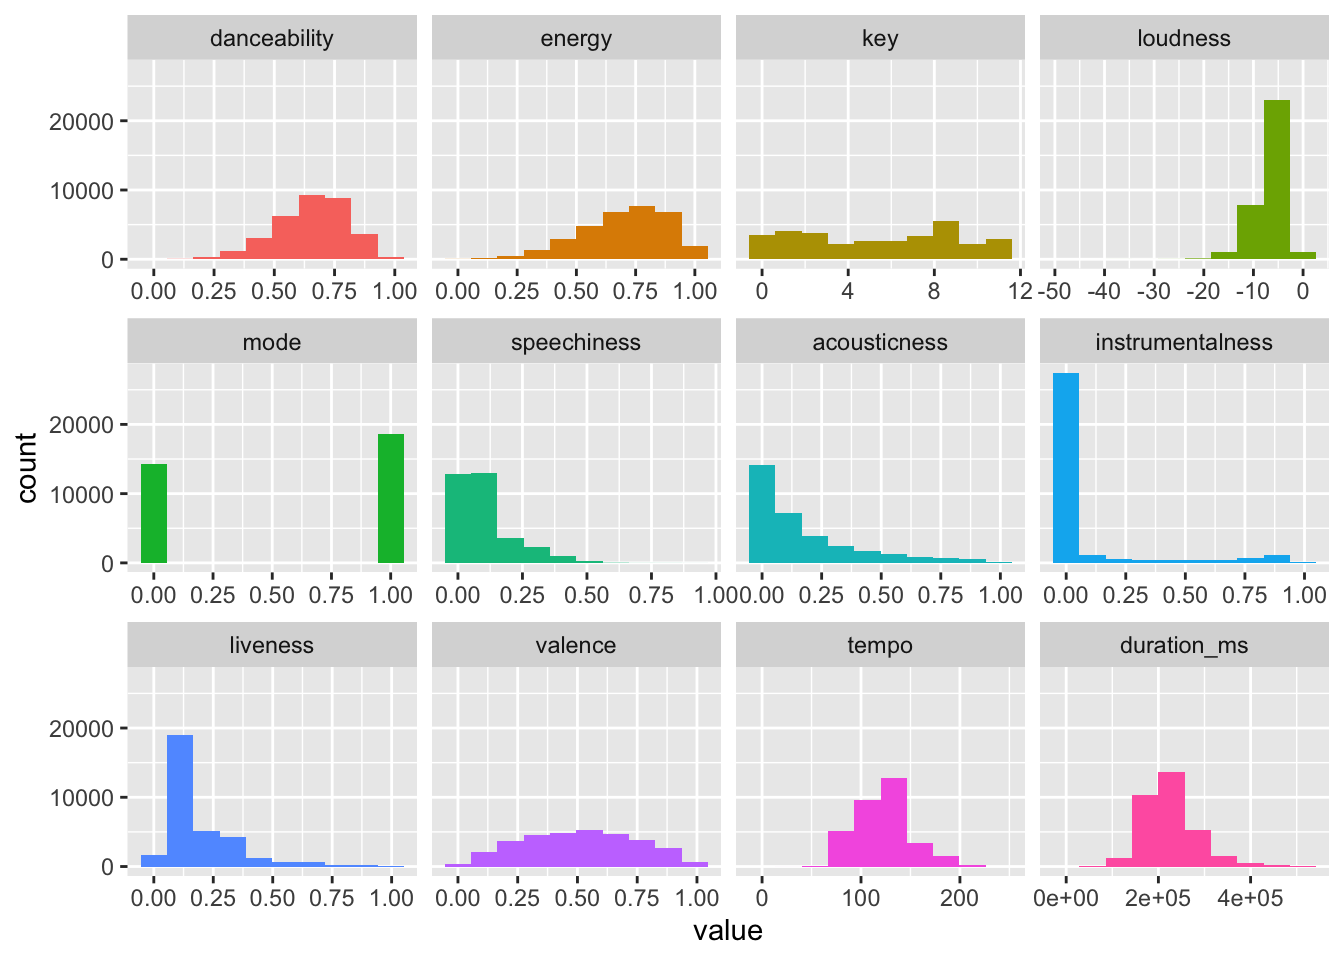 danceability energy key loudness
20000
10000
0
0.00 0.25 0.50 0.75 1.00 0.00 0.25 0.50 0.75 1.00 0 4 8 12 -50 -40 -30 -20 -10 0
mode speechiness acousticness instrumentalness
count
20000
10000
0
0.00 0.25 0.50 0.75 1.00 0.00 0.25 0.50 0.75 1.00 0.00 0.25 0.50 0.75 1.00 0.00 0.25 0.50 0.75 1.00
liveness valence tempo duration_ms
20000
10000
0
0.00 0.25 0.50 0.75 1.00 0.00 0.25 0.50 0.75 1.00 0 100 200 0e+00 2e+05 4e+05
value